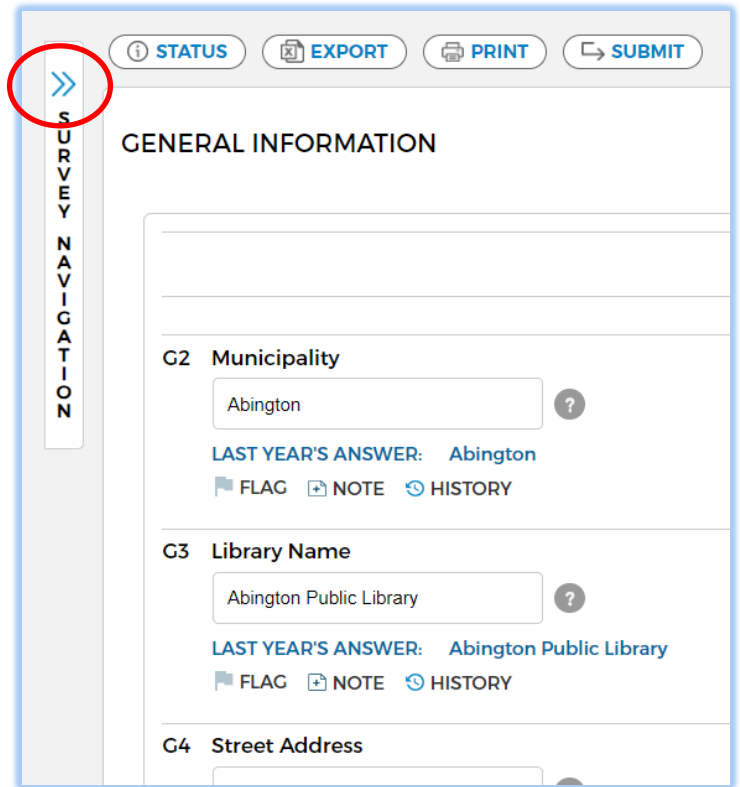 STATUS EXPORT PRINT SUBMIT
SURVEY NAVIGATION
GENERAL INFORMATION
G2 Municipality
Abington ?
LAST YEAR'S ANSWER: Abington
FLAG NOTE HISTORY
G3 Library Name
Abington Public Library ?
LAST YEAR'S ANSWER: Abington Public Library
FLAG NOTE HISTORY
G4 Street Address